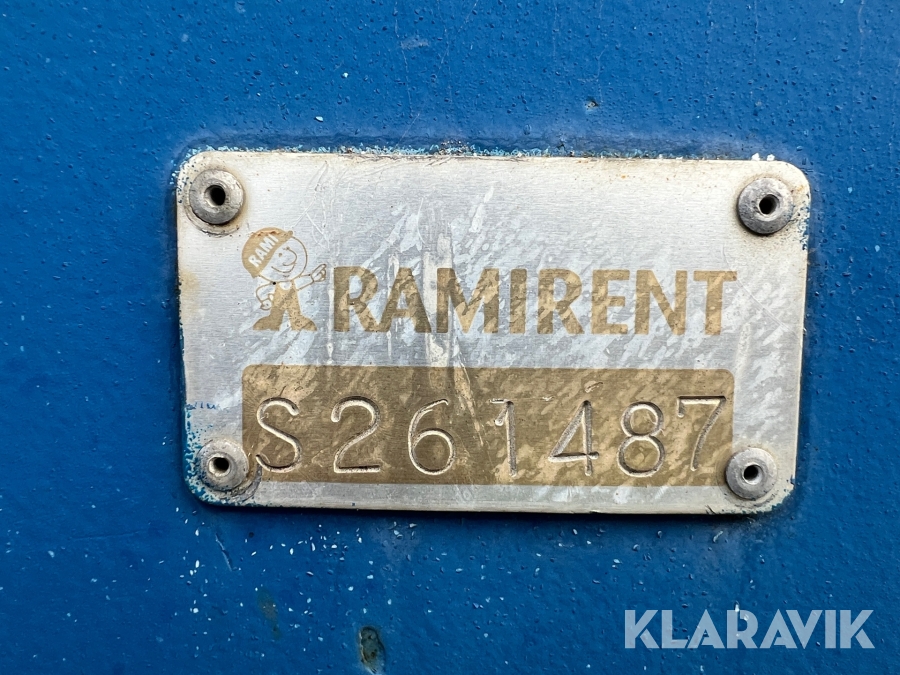 RAMI
RAMIRENT
S261487
KLARAVIK